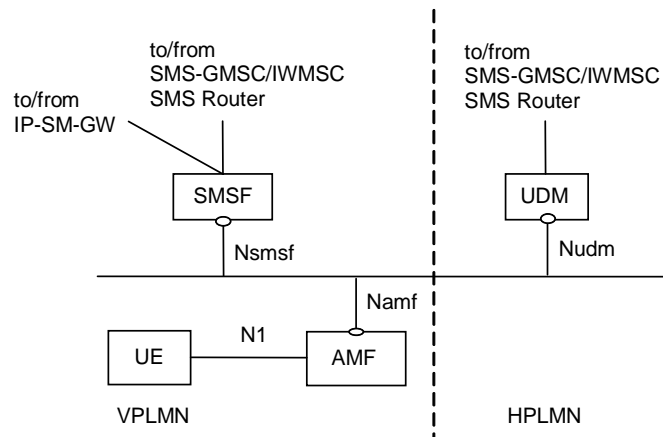 to/from
SMS-GMSC/IWMSC
SMS Router
to/from
IP-SM-GW
to/from
SMS-GMSC/IWMSC
SMS Router
SMSF
UDM
Nsmsf
Nudm
Namf
N1
UE
AMF
VPLMN
HPLMN